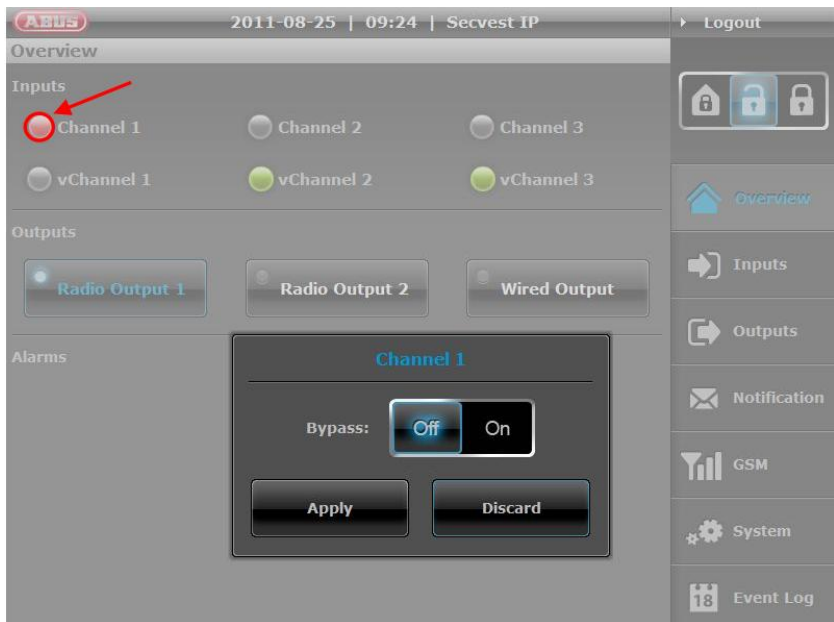 ABUS 2011-08-25 | 09:24 | Secvest IP Logout
Overview
Inputs
Channel 1 Channel 2 Channel 3
vChannel 1 vChannel 2 vChannel 3
Outputs
Radio Output 1 Radio Output 2 Wired Output
Alarms
Channel 1
Bypass: Off On
Apply Discard
Overview
Inputs
Outputs
Notification
GSM
System
18 Event Log